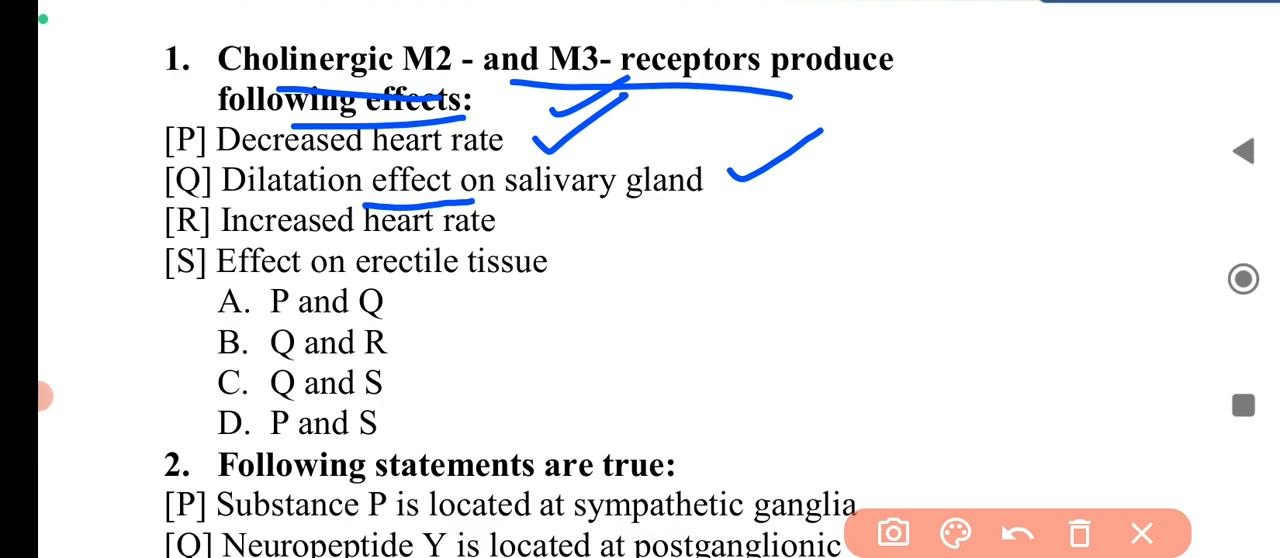 1. Cholinergic M2 - and M3- receptors produce
following effects:
[P] Decreased heart rate
[Q] Dilatation effect on salivary gland
[R] Increased heart rate
[S] Effect on erectile tissue
A. P and Q
B. Q and R
C. Q and S
D. P and S
2. Following statements are true:
[P] Substance P is located at sympathetic ganglia
[Q] Neuropeptide Y is located at postganglionic